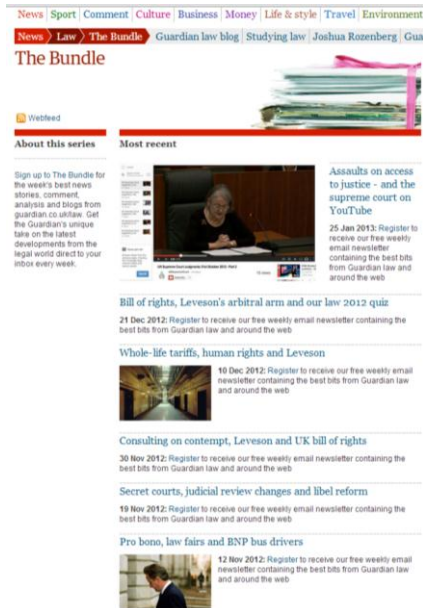 News Sport Comment Culture Business Money Life & style Travel Environment
News Law The Bundle Guardian law blog Studying law Joshua Rozenberg Gua
The Bundle
Webfeed
About this series
Sign up to The Bundle for
the week's best news
stories, comment,
analysis and blogs from
guardian.co.uk/law. Get
the Guardian's unique
take on the latest
developments from the
legal world direct to your
inbox every week.
Most recent
Assaults on access
to justice - and the
supreme court on
YouTube
25 Jan 2013: Register to
receive our free weekly
email newsletter
containing the best bits
from Guardian law and
around the web
Bill of rights, Leveson's arbitral arm and our law 2012 quiz
21 Dec 2012: Register to receive our free weekly email newsletter containing the
best bits from Guardian law and around the web
Whole-life tariffs, human rights and Leveson
10 Dec 2012: Register to receive our free weekly email
newsletter containing the best bits from Guardian law
and around the web
Consulting on contempt, Leveson and UK bill of rights
30 Nov 2012: Register to receive our free weekly email newsletter containing the
best bits from Guardian law and around the web
Secret courts, judicial review changes and libel reform
19 Nov 2012: Register to receive our free weekly email newsletter containing the
best bits from Guardian law and around the web
Pro bono, law fairs and BNP bus drivers
12 Nov 2012: Register to receive our free weekly email
newsletter containing the best bits from Guardian law
and around the web